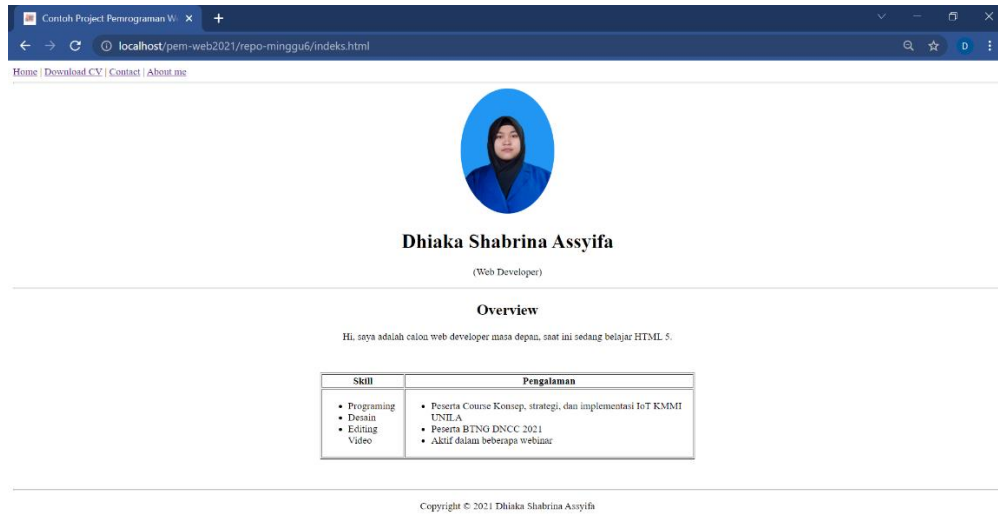 Contoh Project Pemrograman W
localhost/pem-web2021/repo-minggu6/indeks.html
D
Home | Download CV | Contact | About me
Dhiaka Shabrina Assyifa
(Web Developer)
Overview
Hi, saya adalah calon web developer masa depan, saat ini sedang belajar HTML 5.
Skill
Pengalaman
• Programing
• Desain
• Editing
Video
• Peserta Course Konsep, strategi, dan implementasi IoT KMMI
UNILA
• Peserta BTNG DNCC 2021
• Aktif dalam beberapa webinar
Copyright © 2021 Dhiaka Shabrina Assyifa